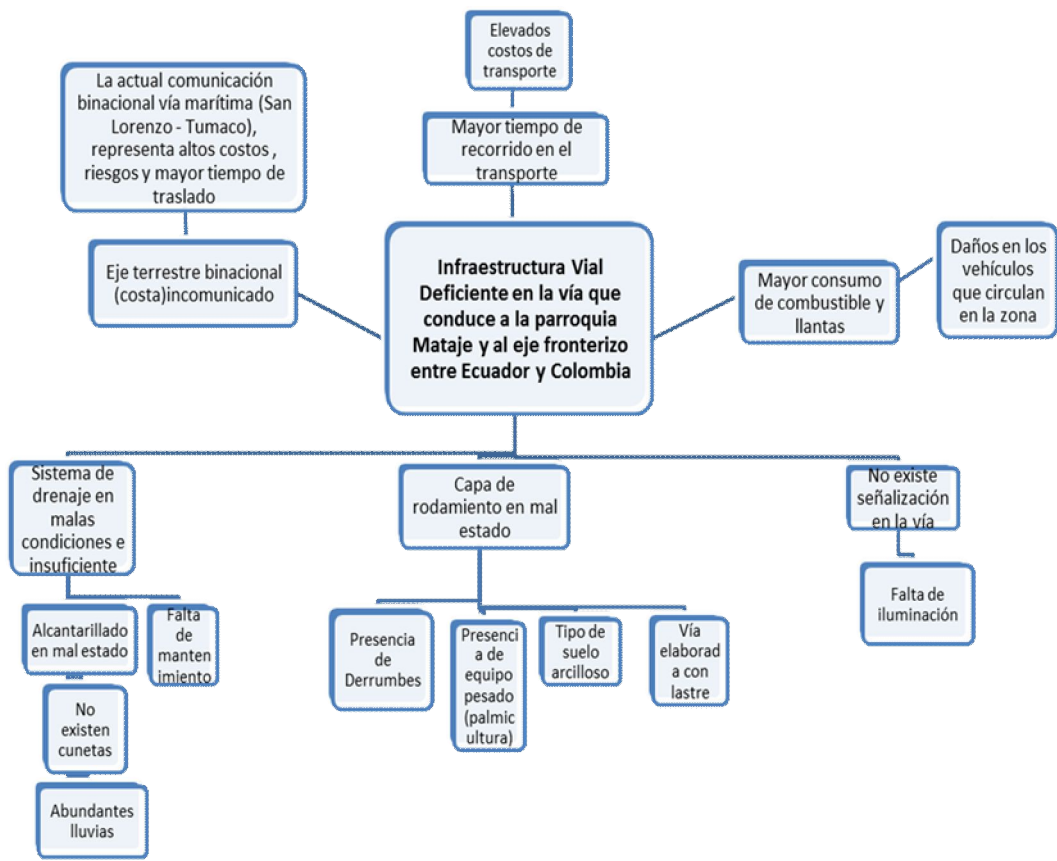 Elevados
costos de
transporte
La actual comunicación
binacional vía marítima (San
Lorenzo - Tumaco),
representa altos costos ,
riesgos y mayor tiempo de
traslado
Mayor tiempo de
recorrido en el
transporte
Eje terrestre binacional
(costa)incomunicado
Infraestructura Vial
Deficiente en la vía que
conduce a la parroquia
Mataje y al eje fronterizo
entre Ecuador y Colombia
Mayor consumo
de combustible y
llantas
Daños en los
vehículos
que circulan
en la zona
Sistema de
drenaje en
malas
condiciones e
insuficiente
Capa de
rodamiento en mal
estado
No existe
señalización
en la vía
Alcantarillado
en mal estado
Falta
de
manten
imiento
Presencia
de
Derrumbes
Presenci
a de
equipo
pesado
(palmic
ultura)
Tipo de
suelo
arcilloso
Vía
elaborad
a con
lastre
Falta de
iluminación
No
existen
cunetas
Abundantes
lluvias